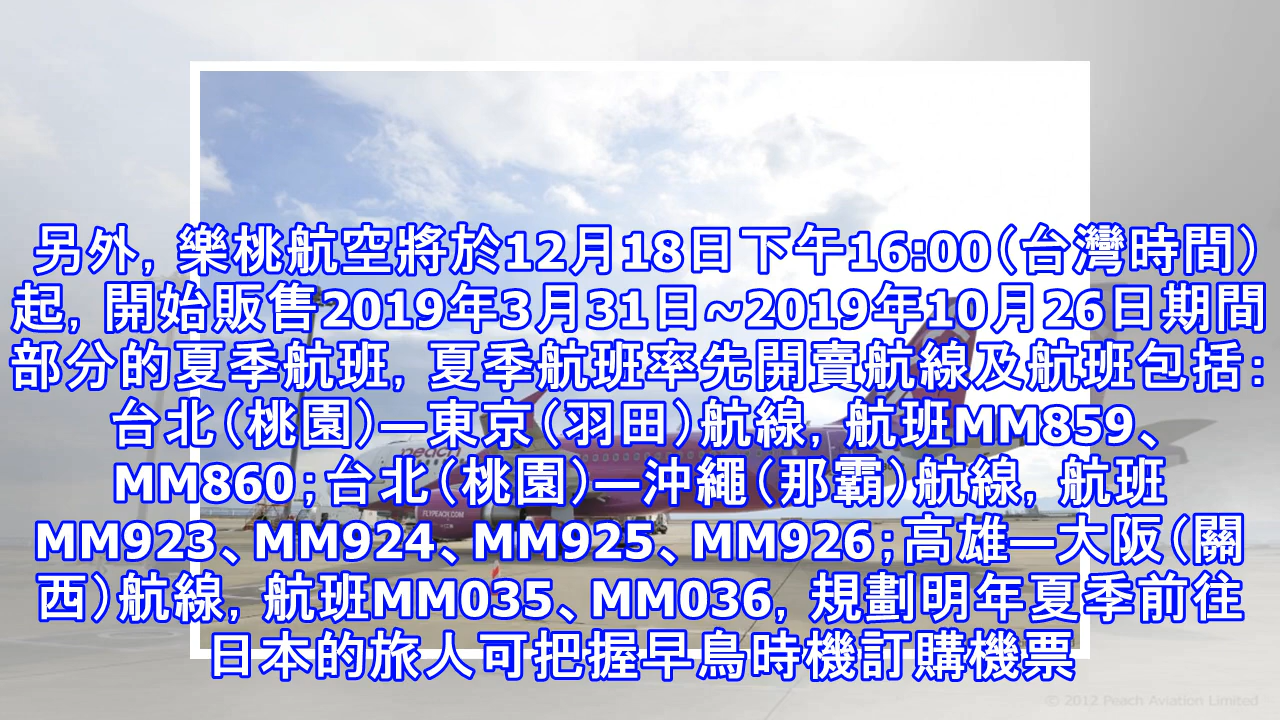 另外, 樂桃航空將於12月18日下午16:00(台灣時間)
起, 開始販售2019年3月31日~2019年10月26日期間
部分的夏季航班, 夏季航班率先開賣航線及航班包括:
台北(桃園)—東京(羽田)航線, 航班MM859、
MM860;台北(桃園)—沖繩(那霸)航線, 航班
MM923、MM924、MM925、MM926;高雄—大阪(關
西)航線, 航班MM035、MM036, 規劃明年夏季前往
日本的旅人可把握早鳥時機訂購機票
peach
FLYPEACH.COM
© 2012 Peach Aviation Limited